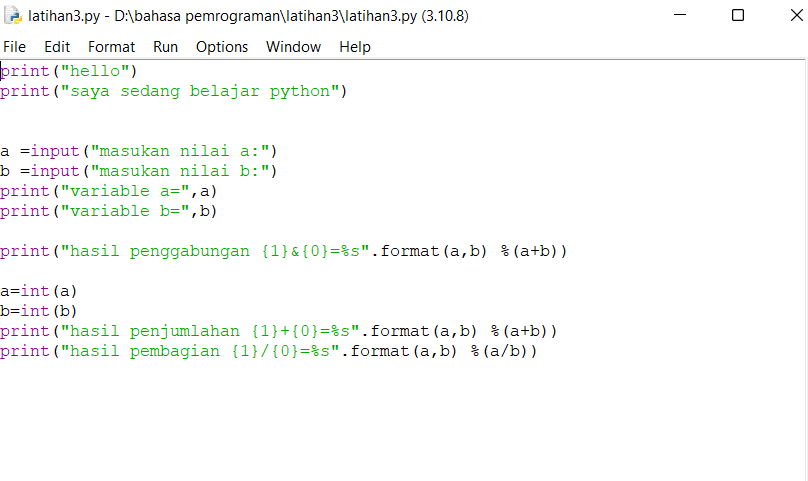 latihan3.py - D:\bahasa pemrograman\latihan3\latihan3.py (3.10.8)
File Edit Format Run Options Window Help
print("hello")
print("saya sedang belajar python")
a =input("masukan nilai a:")
b =input("masukan nilai b:")
print("variable a=",a)
print("variable b=",b)
print("hasil penggabungan {1}&{0}=%s".format(a,b) %(a+b))
a=int(a)
b=int(b)
print("hasil penjumlahan {1}+{0}=%s".format(a,b) %(a+b))
print("hasil pembagian {1}/{0}=%s".format(a,b) %(a/b))